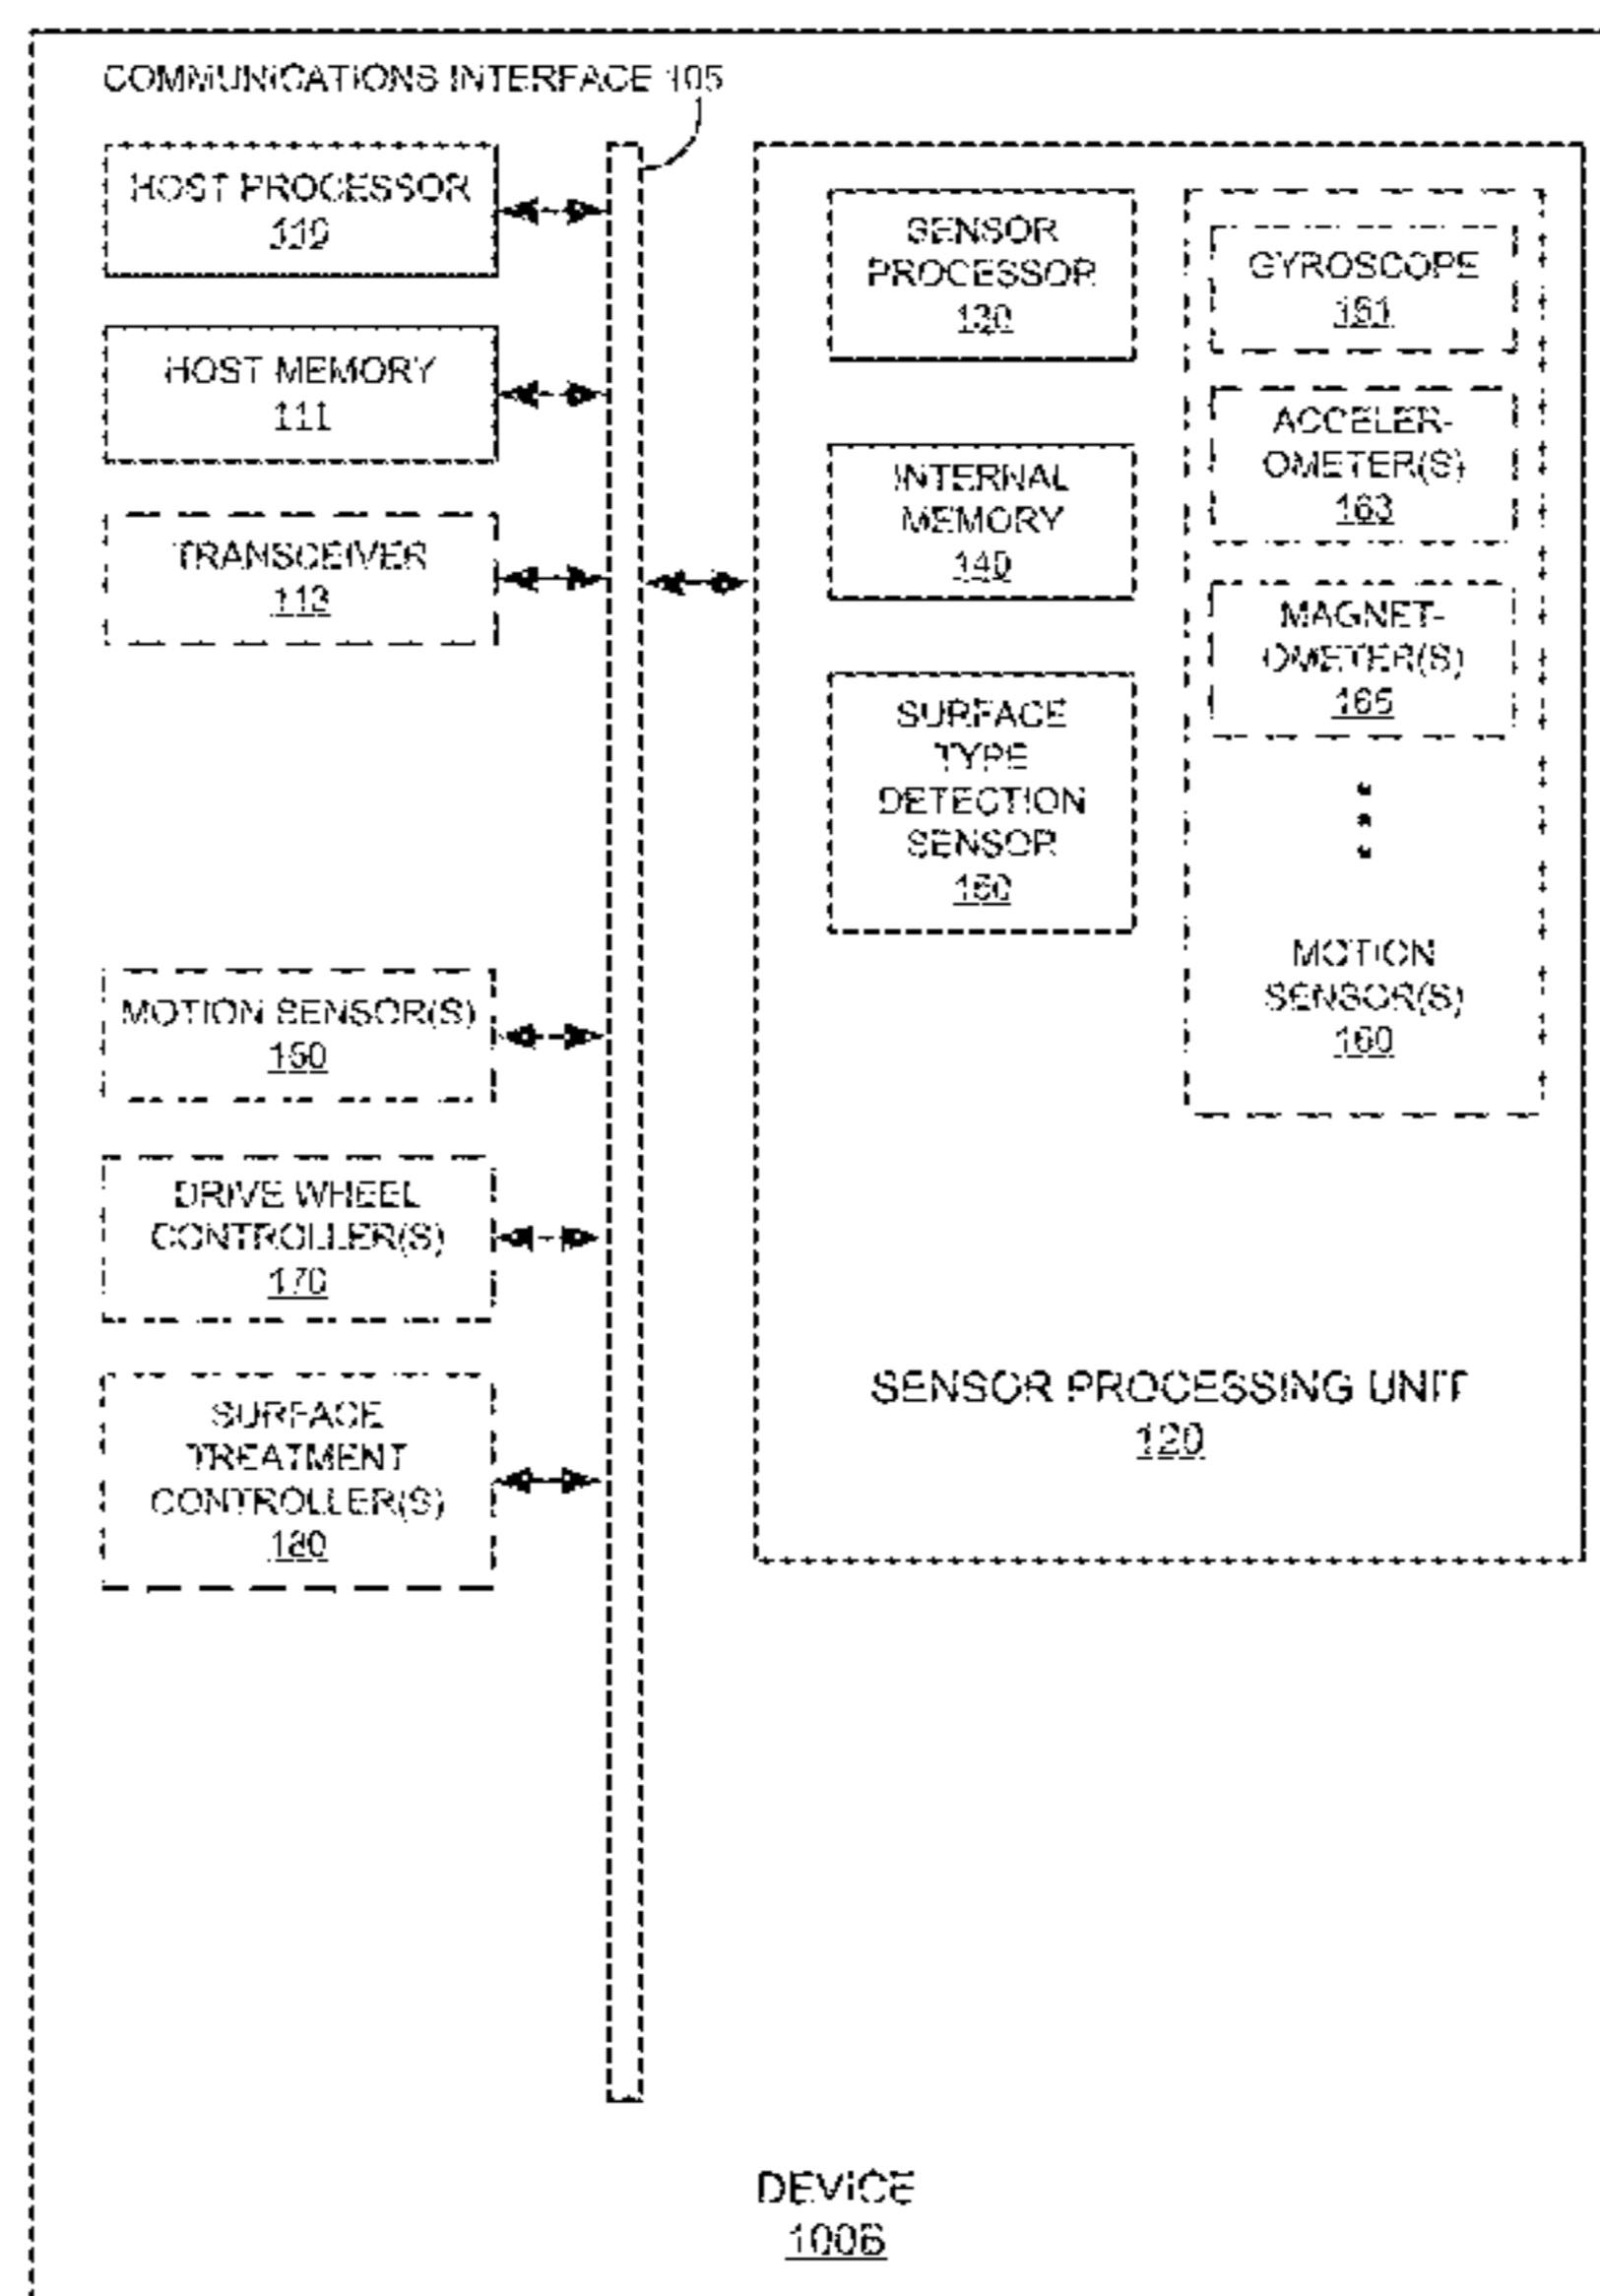 COMMUNICATIONS INTERFACE 105
HOST PROCESSOR
110
HOST MEMORY
111
TRANSCEIVER
113
MOTION SENSOR(S)
160
DRIVE WHEEL
CONTROLLER(S)
170
SURFACE
TREATMENT
CONTROLLER(S)
180
SENSOR
PROCESSOR
130
INTERNAL
MEMORY
140
SURFACE
TYPE
DETECTION
SENSOR
150
GYROSCOPE
161
ACCELER-
OMETER(S)
163
MAGNET-
OMETER(S)
165
MOTION
SENSOR(S)
160
SENSOR PROCESSING UNIT
120
DEVICE
100B